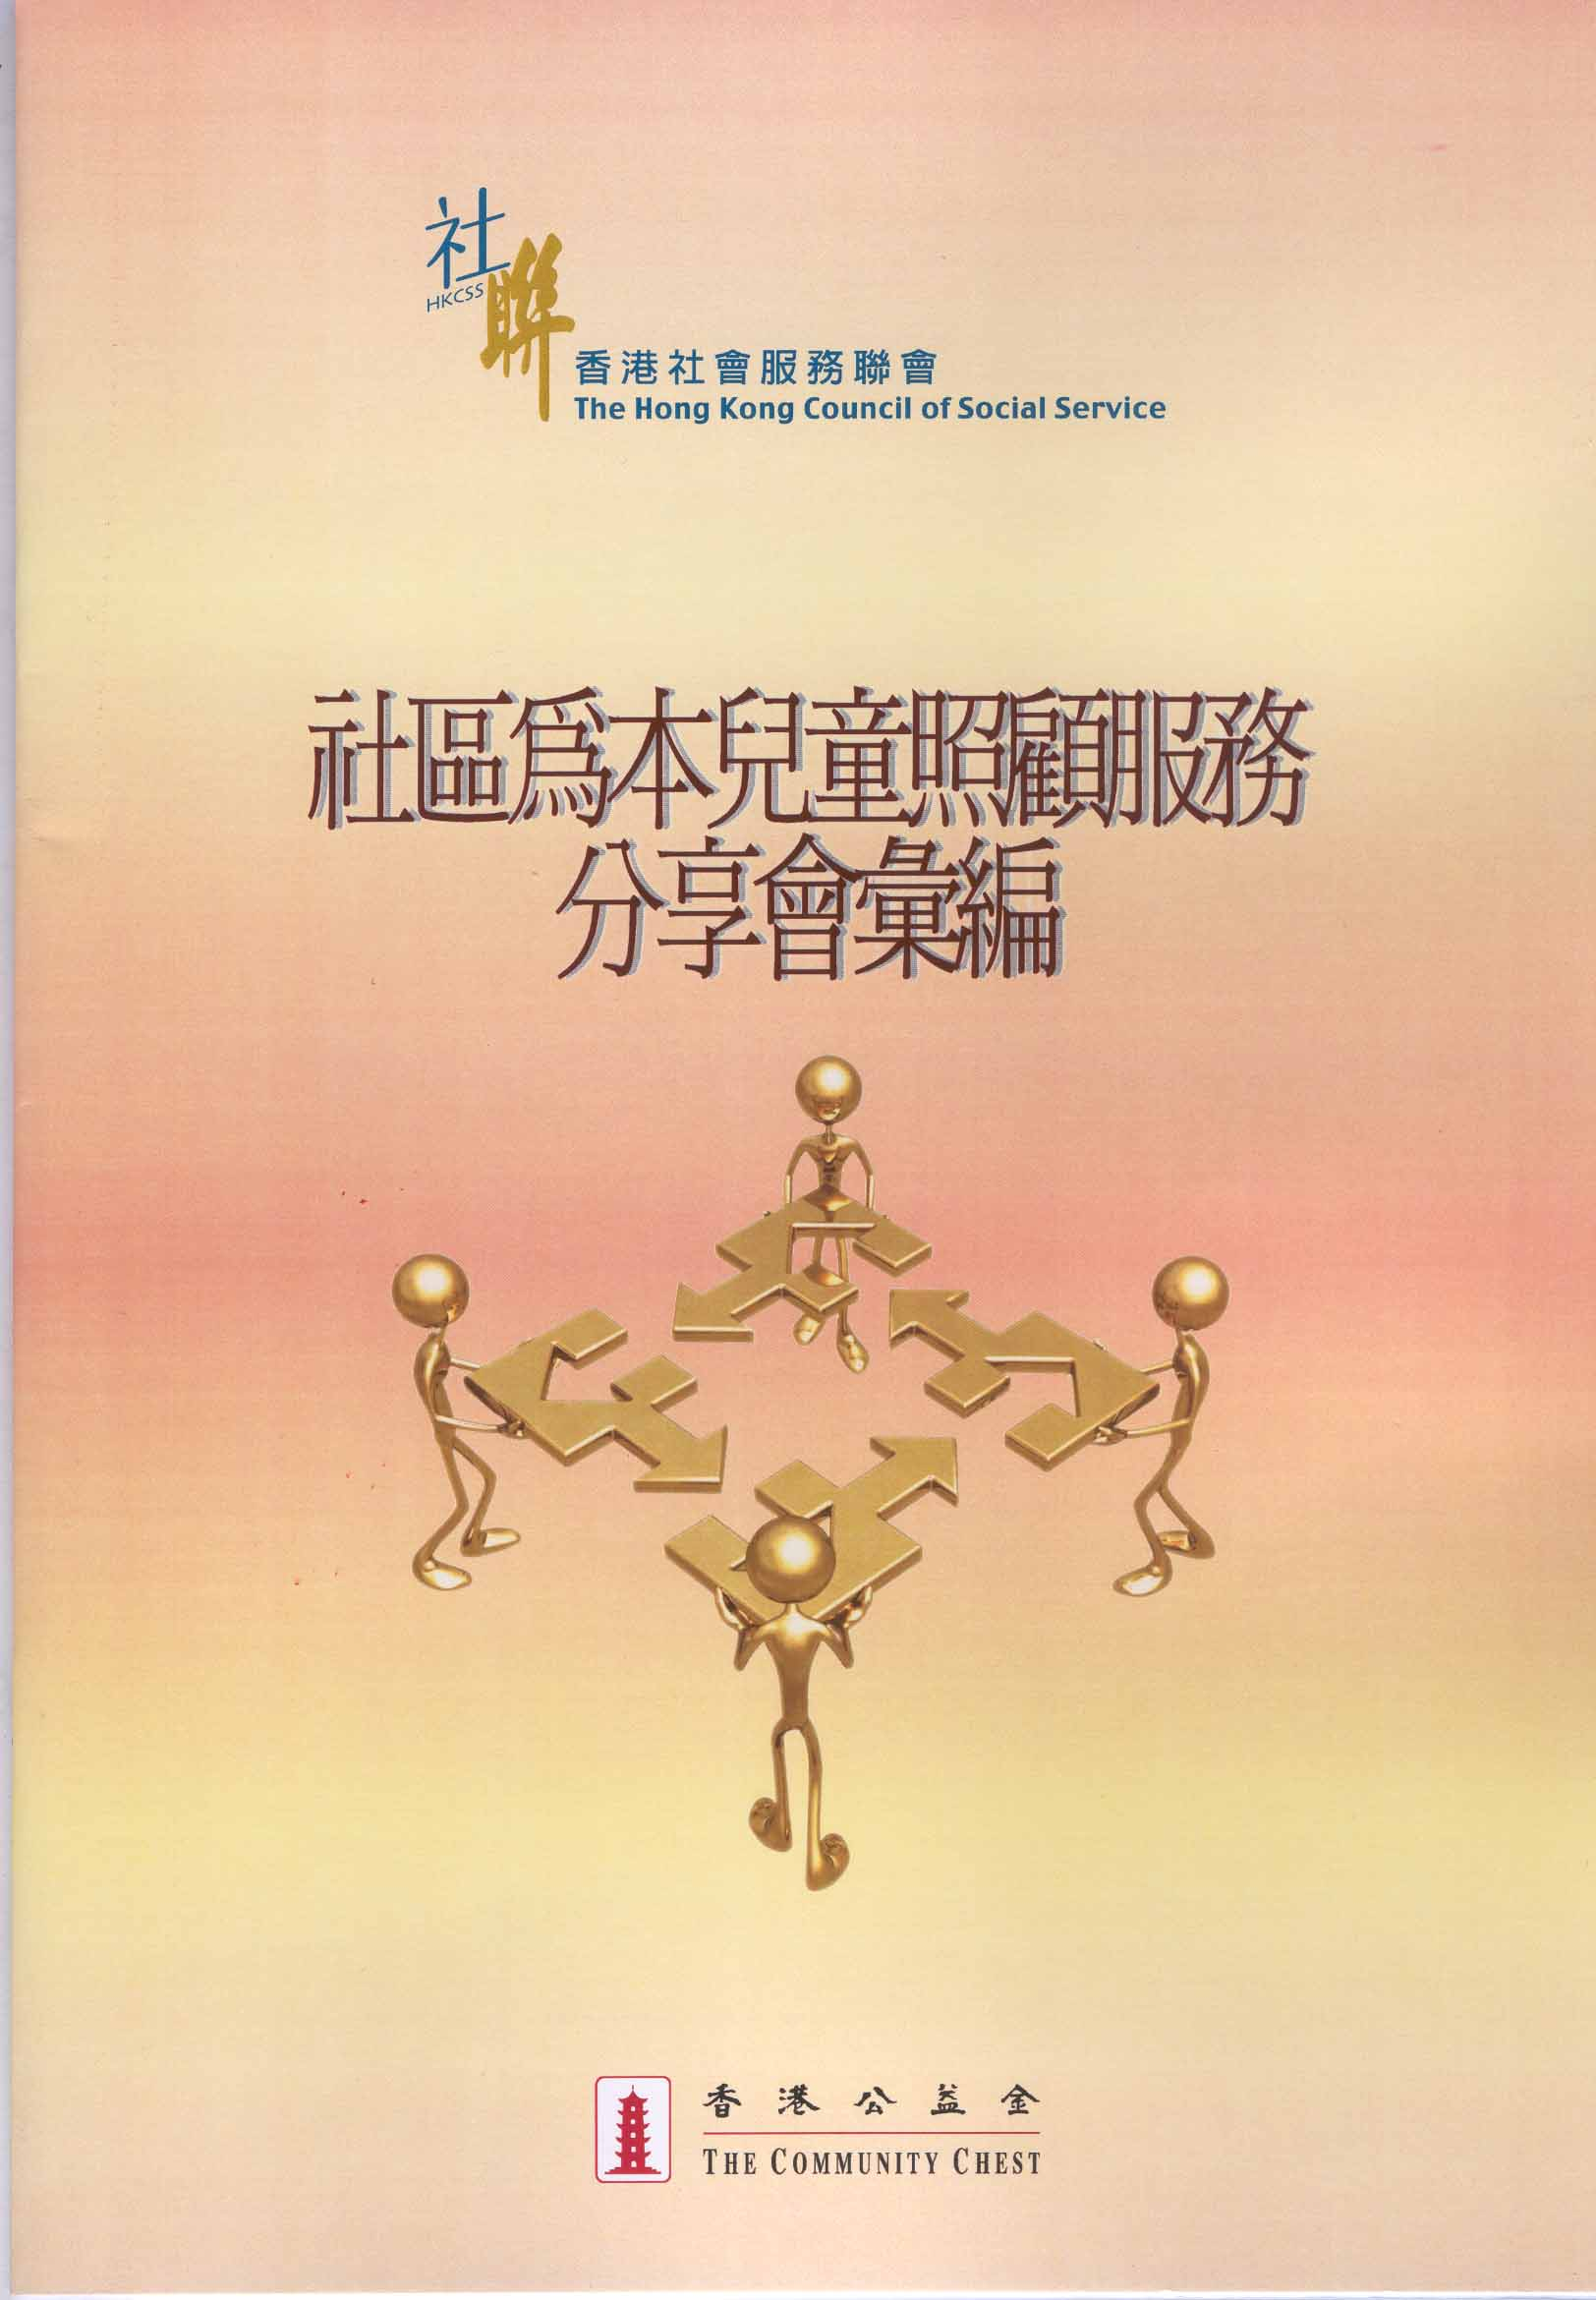 社聯
HKCSS
香港社會服務聯會
The Hong Kong Council of Social Service
社區爲本兒童照顧服務
分享會彙編
香港公益金
THE COMMUNITY CHEST